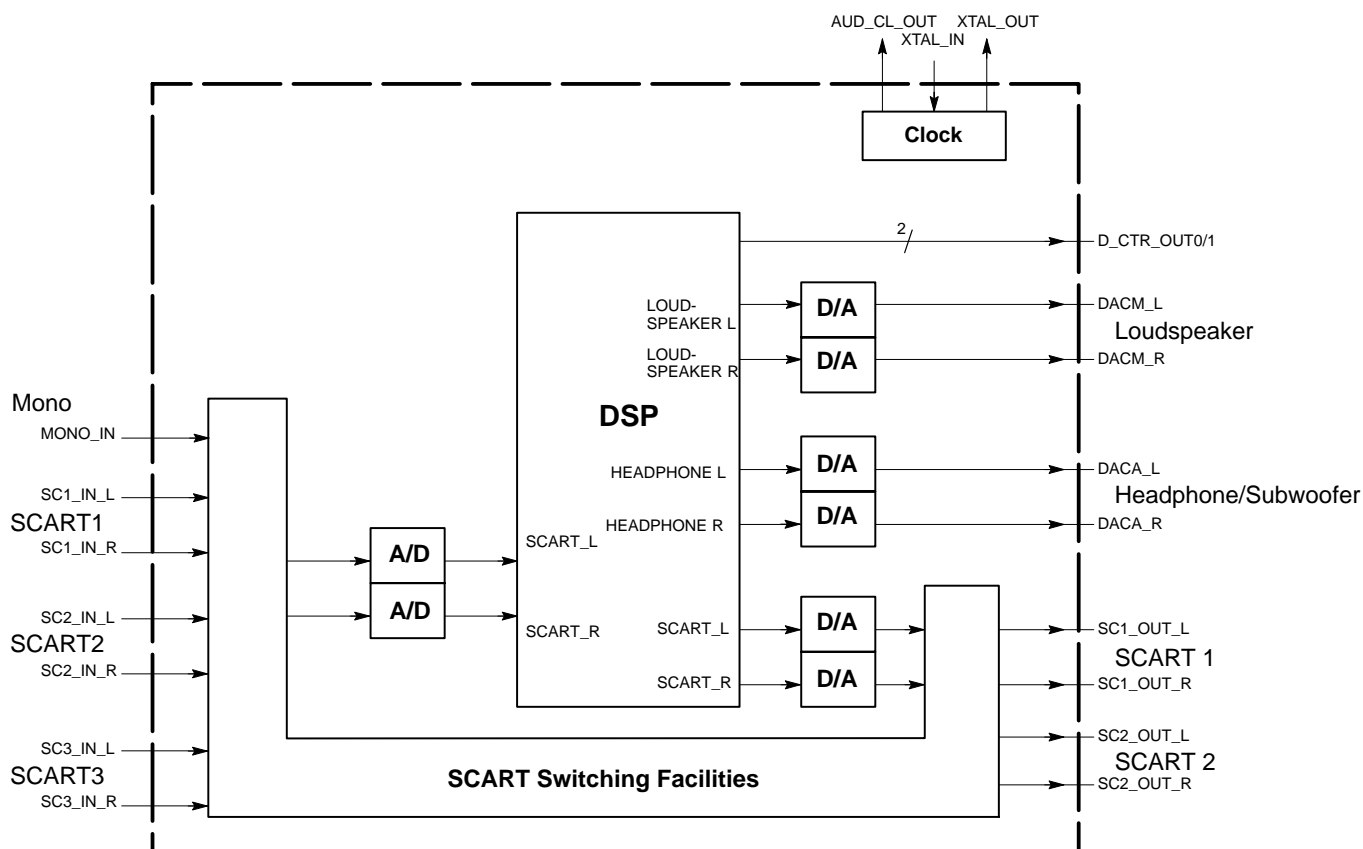 AUD_CL_OUT XTAL_OUT
XTAL_IN
Clock
2
D_CTR_OUT0/1
LOUD-
SPEAKER L
D/A
DACM_L
Loudspeaker
LOUD-
SPEAKER R
D/A
DACM_R
DSP
Mono
MONO_IN
HEADPHONE L
D/A
DACA_L
Headphone/Subwoofer
HEADPHONE R
D/A
DACA_R
SC1_IN_L
SCART1
SC1_IN_R
A/D
SCART_L
A/D
SCART_R
SC2_IN_L
SCART2
SC2_IN_R
SCART_L
D/A
SC1_OUT_L
SCART 1
SCART_R
D/A
SC1_OUT_R
SC3_IN_L
SCART3
SC3_IN_R
SCART Switching Facilities
SC2_OUT_L
SCART 2
SC2_OUT_R